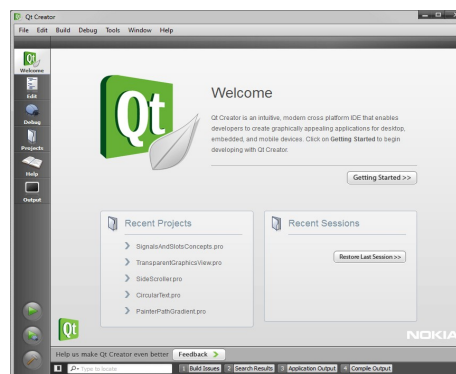 Qt Creator
File Edit Build Debug Tools Window Help
Qt
Welcome
Edit
Debug
Projects
Help
Output
Qt
Welcome
Qt Creator is an intuitive, modern cross platform IDE that enables
developers to create graphically appealing applications for desktop,
embedded, and mobile devices. Click on Getting Started to begin
developing with Qt Creator.
Getting Started >>
Recent Projects
SignalsAndSlotsConcepts.pro
TransparentGraphicsView.pro
SideScroller.pro
CircularText.pro
PainterPathGradient.pro
Recent Sessions
Restore Last Session >>
Qt
NOKIA
Help us make Qt Creator even better Feedback
Type to locate 1 Build Issues 2 Search Results 3 Application Output 4 Compile Output